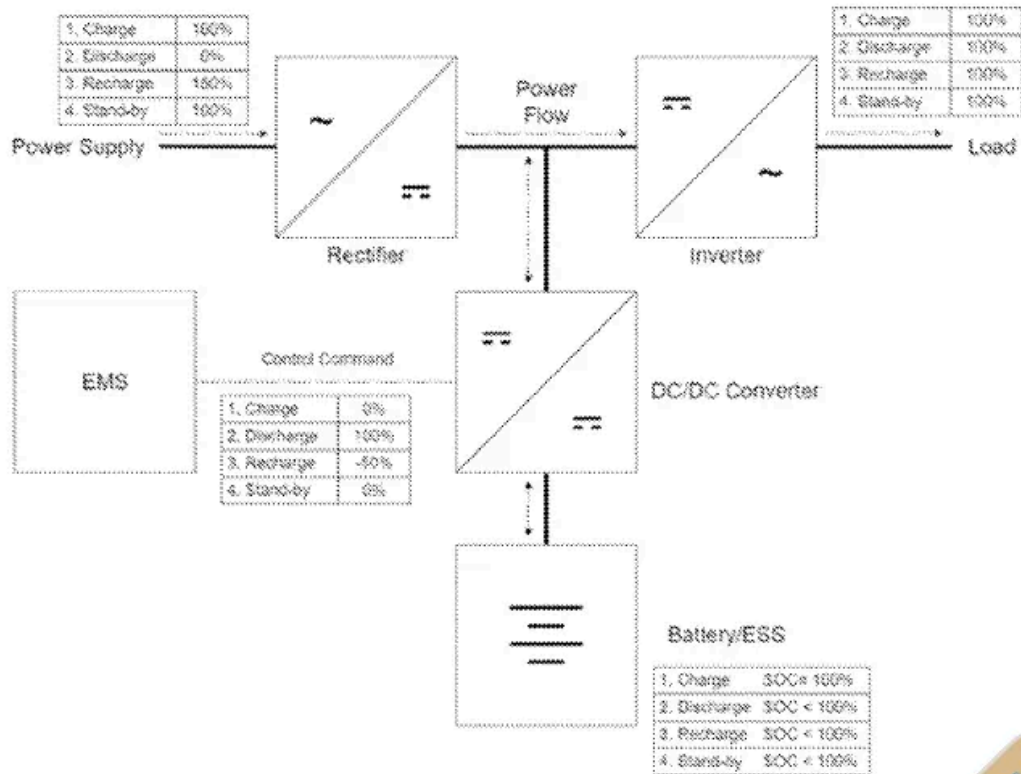 1. Charge 100%
2. Discharge 0%
3. Recharge 150%
4. Stand-by 100%
Power Supply
Rectifier
Power
Flow
Inverter
1. Charge 100%
2. Discharge 100%
3. Recharge 100%
4. Stand-by 100%
Load
EMS
Control Command
1. Charge 0%
2. Discharge 100%
3. Recharge -50%
4. Stand-by 0%
DC/DC Converter
Battery/ESS
1. Charge SOC= 100%
2. Discharge SOC < 100%
3. Recharge SOC < 100%
4. Stand-by SOC < 100%